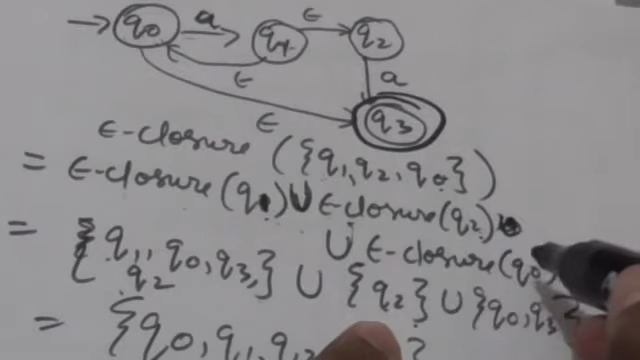 q0 a q1 ϵ q2
ϵ a
ϵ q3
ϵ-closure ({q1, q2, q0})
= ϵ-closure(q1) ∪ ϵ-closure(q2)
∪ ϵ-closure(q0)
= {q1, q0, q3, q2} ∪ {q2} ∪ {q0, q3}
= {q0, q1, q2